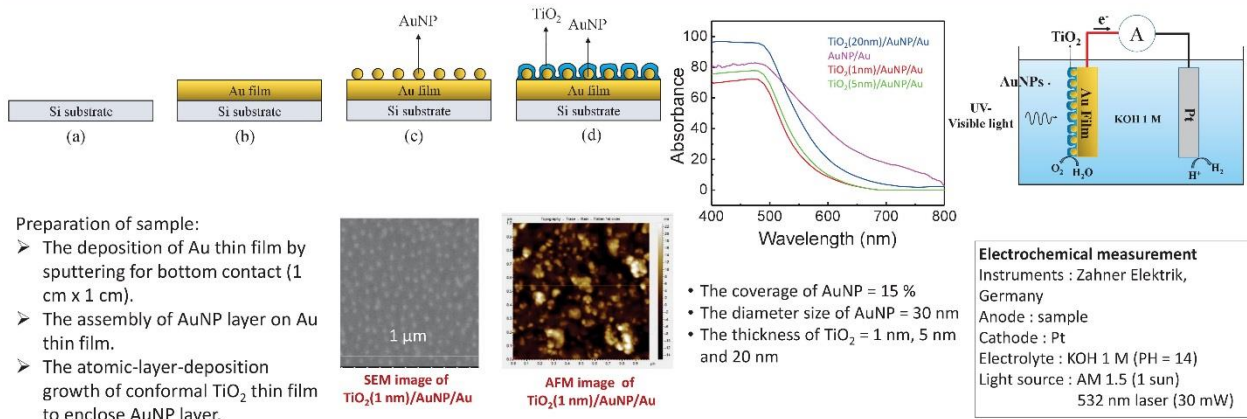 Si substrate
(a)
Au film
Si substrate
(b)
AuNP
Au film
Si substrate
(c)
TiO2
AuNP
Au film
Si substrate
(d)
Absorbance
100
80
60
40
20
0
TiO2(20nm)/AuNP/Au
AuNP/Au
TiO2(1nm)/AuNP/Au
TiO2(5nm)/AuNP/Au
400 500 600 700 800
Wavelength (nm)
e-
A
TiO2
AuNPs
UV-
Visible light
Au Film
KOH 1 M
Pt
O2 H2O
H+ H2
Preparation of sample:
➢ The deposition of Au thin film by
sputtering for bottom contact (1
cm x 1 cm).
➢ The assembly of AuNP layer on Au
thin film.
➢ The atomic-layer-deposition
growth of conformal TiO2 thin film
to enclose AuNP layer.
1 μm
SEM image of
TiO2(1 nm)/AuNP/Au
AFM image of
TiO2(1 nm)/AuNP/Au
• The coverage of AuNP = 15 %
• The diameter size of AuNP = 30 nm
• The thickness of TiO2 = 1 nm, 5 nm
and 20 nm
Electrochemical measurement
Instruments : Zahner Elektrik,
Germany
Anode : sample
Cathode : Pt
Electrolyte : KOH 1 M (PH = 14)
Light source : AM 1.5 (1 sun)
532 nm laser (30 mW)